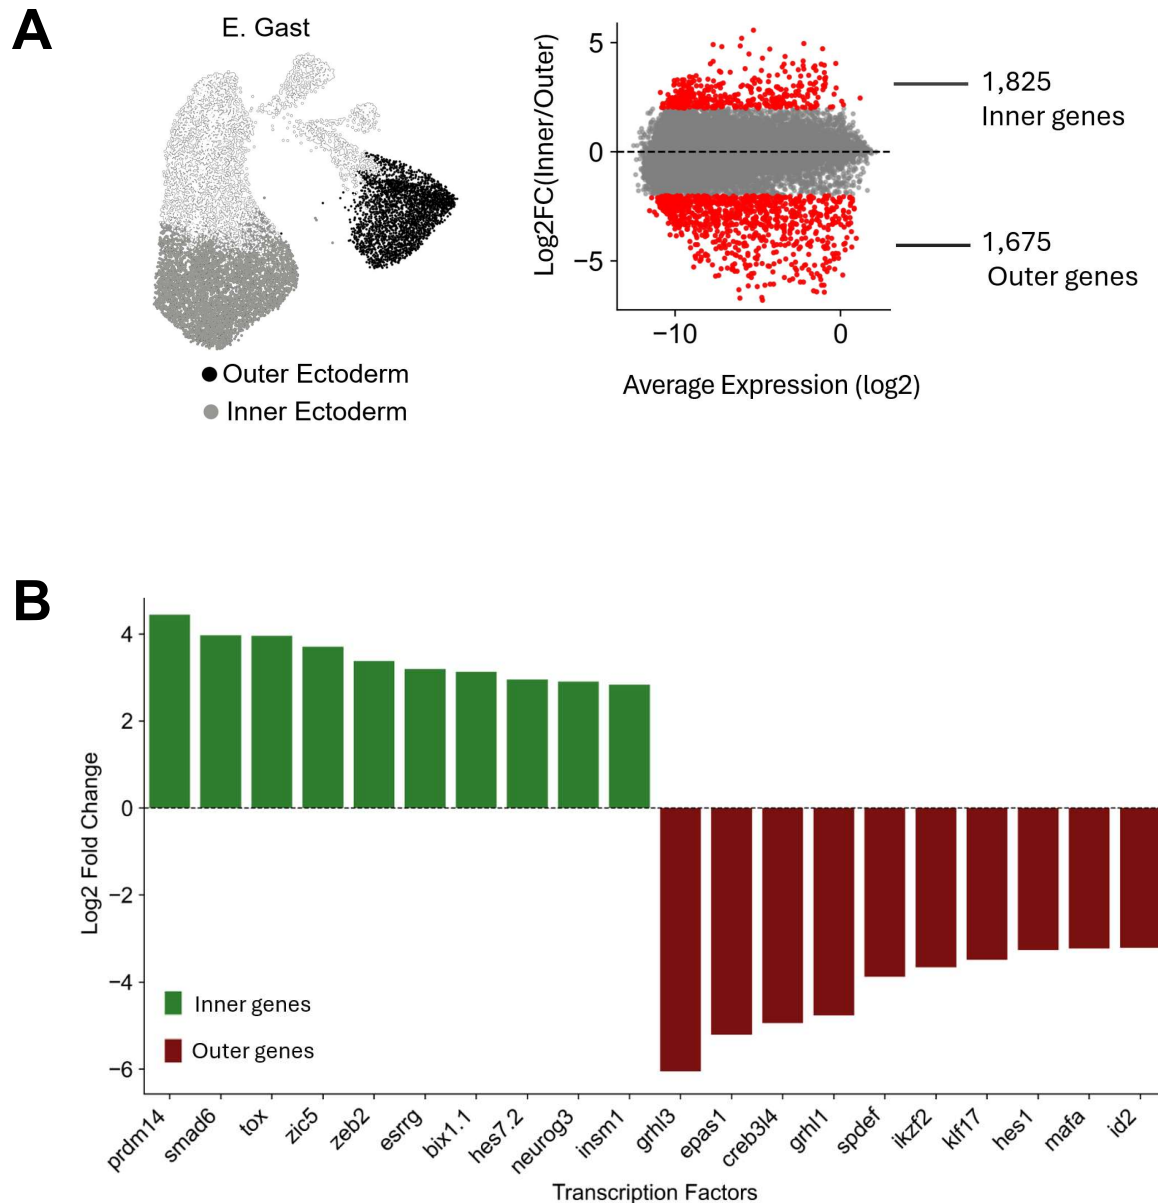 A
E. Gast
Outer Ectoderm
Inner Ectoderm
Log2FC(Inner/Outer)
5
0
−5
−10
0
Average Expression (log2)
1,825
Inner genes
1,675
Outer genes
B
Log2 Fold Change
4
2
0
−2
−4
−6
Inner genes
Outer genes
prdm14
smad6
tox
zic5
zeb2
esrrg
bix1.1
hes7.2
neurog3
insm1
grhl3
epas1
creb3l4
grhl1
spdef
ikzf2
klf17
hes1
mafa
id2
Transcription Factors